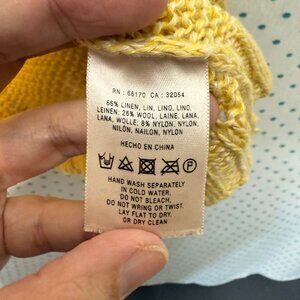 RN : 66170 CA : 32054
66% LINEN, LIN, LINO, LINO,
LEINEN; 26% WOOL, LAINE, LANA,
LANA, WOLLE; 8% NYLON, NYLON,
NILÓN, NAILON, NYLON
HECHO EN CHINA
HAND WASH SEPARATELY
IN COLD WATER.
DO NOT BLEACH,
DO NOT WRING OR TWIST.
LAY FLAT TO DRY.
OR DRY CLEAN